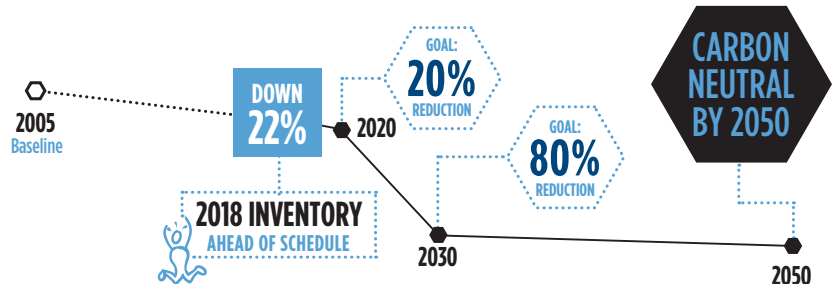 2005
Baseline
DOWN
22%
2018 INVENTORY
AHEAD OF SCHEDULE
2020
GOAL:
20%
REDUCTION
2030
GOAL:
80%
REDUCTION
CARBON
NEUTRAL
BY 2050
2050